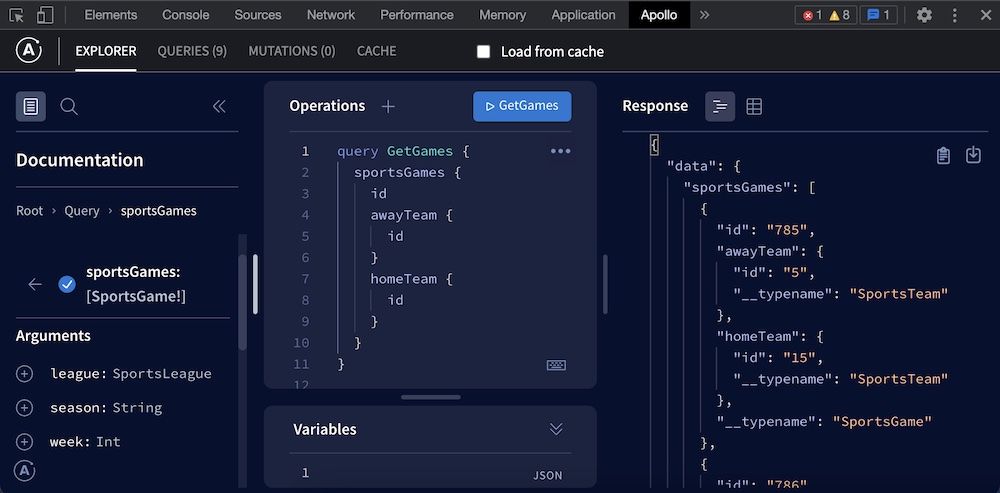 Elements Console Sources Network Performance Memory Application Apollo » 1 8 1
A EXPLORER QUERIES (9) MUTATIONS (0) CACHE Load from cache
Documentation
Root › Query › sportsGames
sportsGames:
[SportsGame!]
Arguments
league: SportsLeague
season: String
week: Int
A
Operations + GetGames
1 query GetGames {
2 sportsGames {
3 id
4 awayTeam {
5 id
6 }
7 homeTeam {
8 id
9 }
10 }
11 }
12
Variables
1 JSON
Response
{
"data": {
"sportsGames": [
{
"id": "785",
"awayTeam": {
"id": "5",
"__typename": "SportsTeam"
},
"homeTeam": {
"id": "15",
"__typename": "SportsTeam"
},
"__typename": "SportsGame"
},
{
"id": "786"